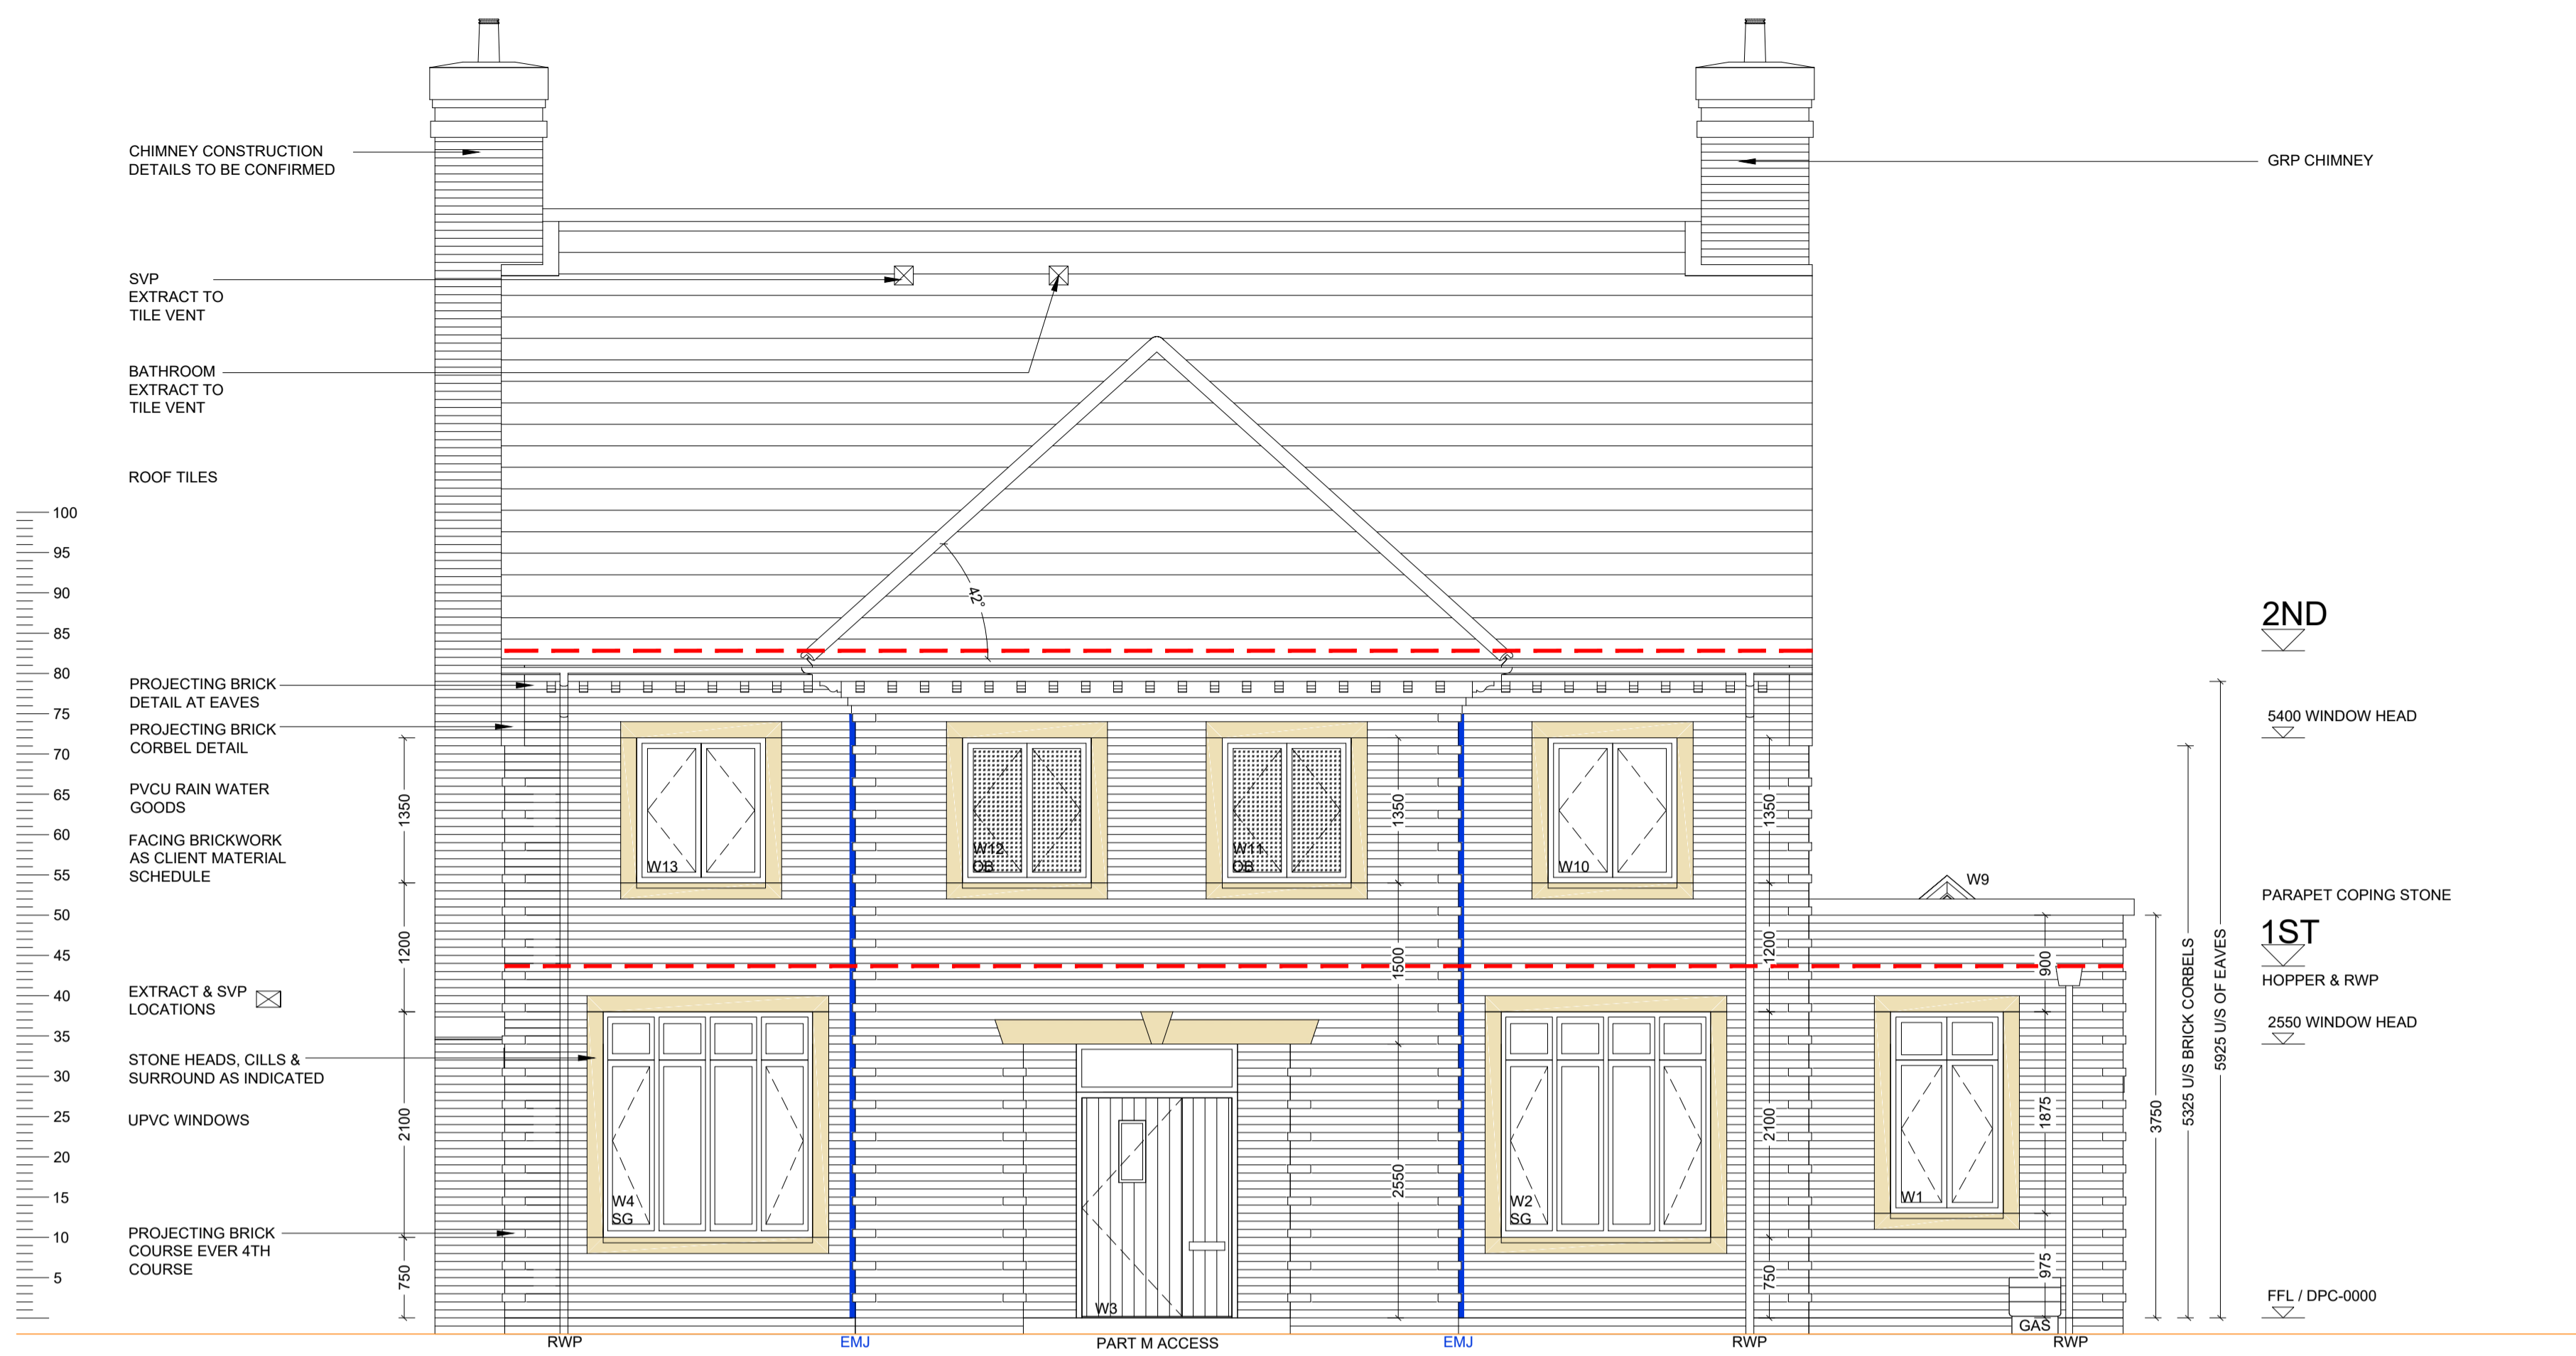 CHIMNEY CONSTRUCTION
DETAILS TO BE CONFIRMED
GRP CHIMNEY
SVP
EXTRACT TO
TILE VENT
BATHROOM
EXTRACT TO
TILE VENT
ROOF TILES
100
95
90
85
80
75
70
65
60
55
50
45
40
35
30
25
20
15
10
5
42°
2ND
PROJECTING BRICK
DETAIL AT EAVES
PROJECTING BRICK
CORBEL DETAIL
5400 WINDOW HEAD
PVCU RAIN WATER
GOODS
FACING BRICKWORK
AS CLIENT MATERIAL
SCHEDULE
1350
1200
2100
750
W13
W12
OB
W11
OB
W10
1350
1500
2550
1350
1200
2100
750
W9
PARAPET COPING STONE
1ST
HOPPER & RWP
2550 WINDOW HEAD
900
1875
975
3750
5325 U/S BRICK CORBELS
5925 U/S OF EAVES
EXTRACT & SVP
LOCATIONS
STONE HEADS, CILLS &
SURROUND AS INDICATED
UPVC WINDOWS
W4
SG
W2
SG
W1
W3
PROJECTING BRICK
COURSE EVER 4TH
COURSE
FFL / DPC-0000
GAS
RWP
EMJ
PART M ACCESS
EMJ
RWP
RWP